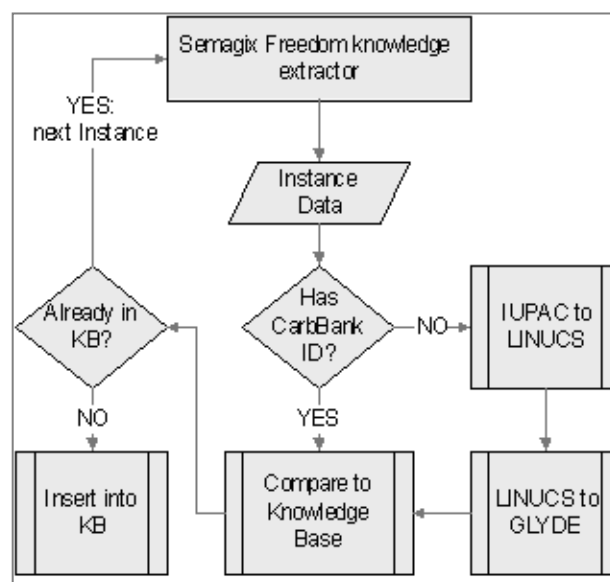 Semagix Freedom knowledge
extractor
YES:
next Instance
Instance
Data
Already in
KB?
Has
CarbBank
ID?
NO
IUPAC to
LINUCS
NO
YES
Insert into
KB
Compare to
Knowledge
Base
LINUCS to
GLYDE